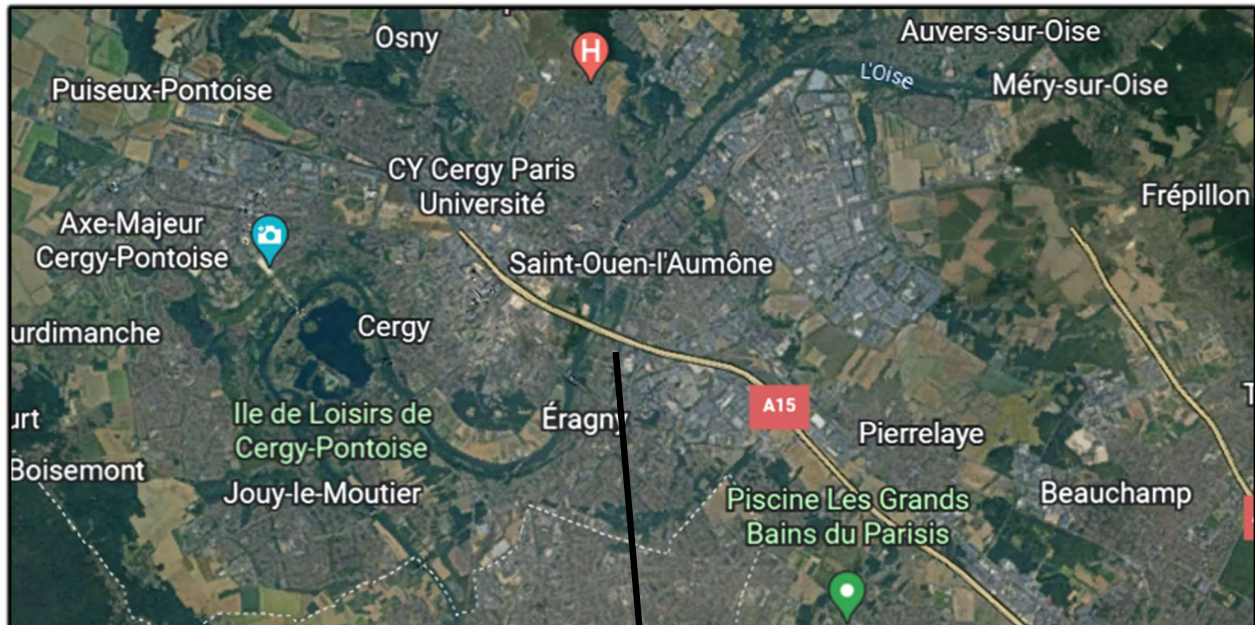 Osny
H
Auvers-sur-Oise
L'Oise
Puiseux-Pontoise
Méry-sur-Oise
CY Cergy Paris
Université
Frépillon
Axe-Majeur
Cergy-Pontoise
Saint-Ouen-l'Aumône
urdimanche
Cergy
A15
T
Ile de Loisirs de
Cergy-Pontoise
Éragny
urt
Pierrelaye
Boisemont
Jouy-le-Moutier
Piscine Les Grands
Bains du Parisis
Beauchamp